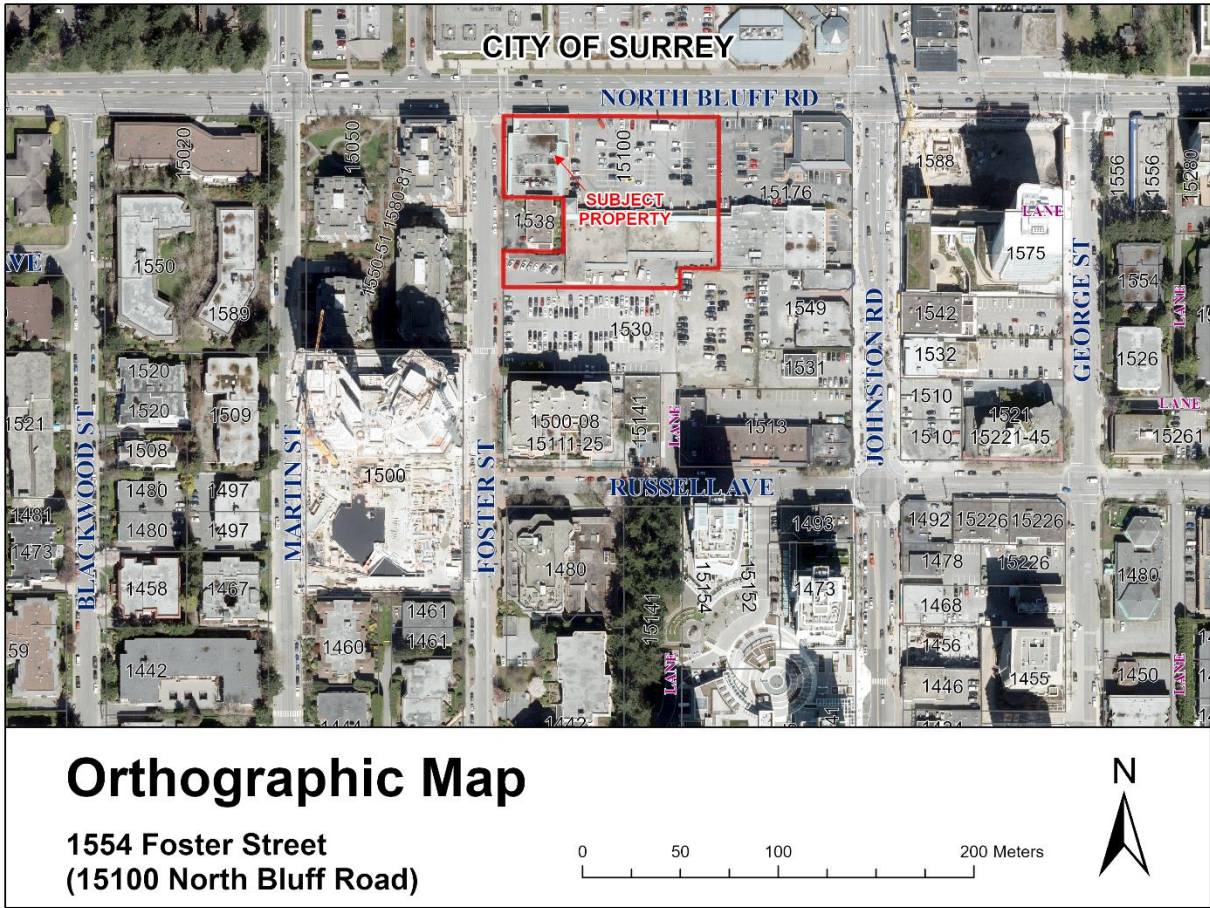 CITY OF SURREY
NORTH BLUFF RD
15020
15050
15100
1588
1556
1556
15280
SUBJECT
PROPERTY
1538
15176
LANE
1575
AVE
1550
1589
1550-51 1580-81
1530
1549
1542
1554
LANE
1532
1531
1526
GEORGE ST
JOHNSTON RD
1520
1520
1509
1521
1508
1500-08
15111-25
15141
LANE
1513
1510
1510
1521
15221-45
LANE
15261
BLACKWOOD ST
MARTIN ST
1500
FOSTER ST
RUSSELL AVE
1480
1480
1497
1497
1481
1473
1493
1492
15226
15226
15226
1478
1480
1458
1467
1480
15141
15154
15152
1473
1468
1480
1461
1461
1460
1456
1455
1450
LANE
1442
LANE
1446
Orthographic Map
1554 Foster Street
(15100 North Bluff Road)
0 50 100 200 Meters
N